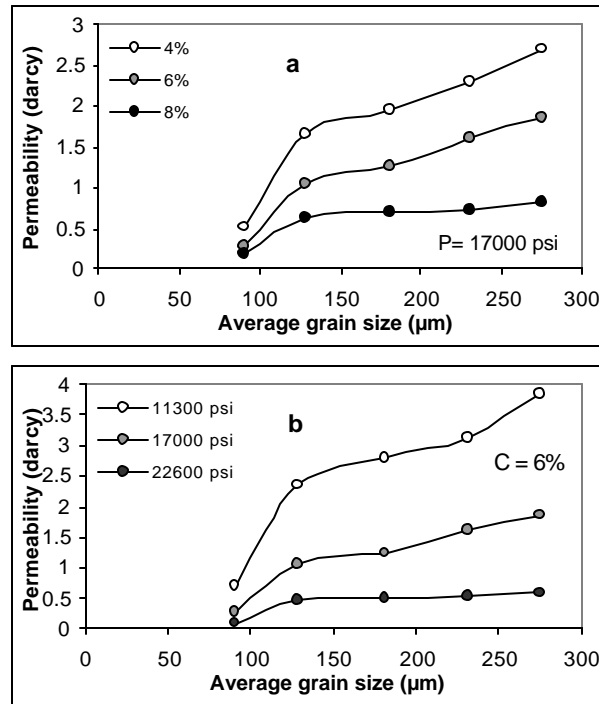 3
2.5
2
1.5
1
0.5
0
Permeability (darcy)
4%
6%
8%
a
P= 17000 psi
0 50 100 150 200 250 300
Average grain size (µm)
4
3.5
3
2.5
2
1.5
1
0.5
0
Permeability (darcy)
11300 psi
17000 psi
22600 psi
b
C = 6%
0 50 100 150 200 250 300
Average grain size (µm)